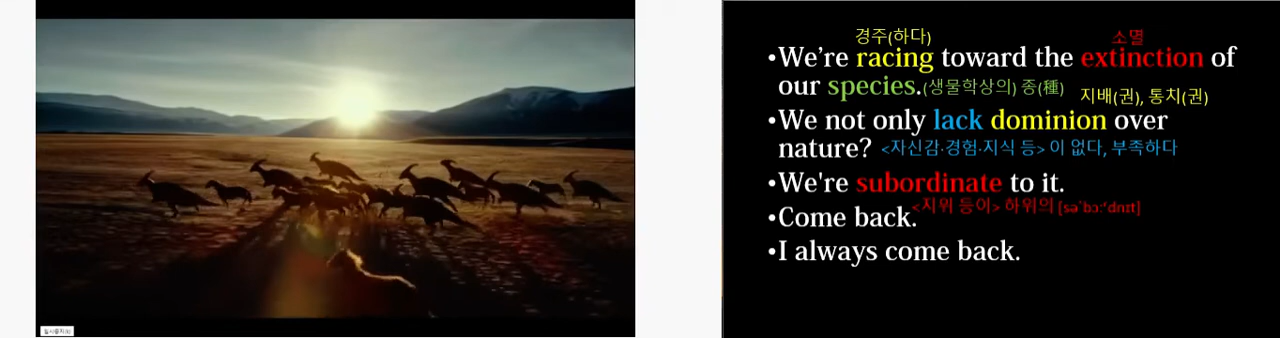 경주(하다) 소멸
•We’re racing toward the extinction of
our species.(생물학상의) 종(種)
지배(권), 통치(권)
•We not only lack dominion over
nature? <자신감·경험·지식 등> 이 없다, 부족하다
•We're subordinate to it.
<지위 등이> 하위의
•Come back.
•I always come back.